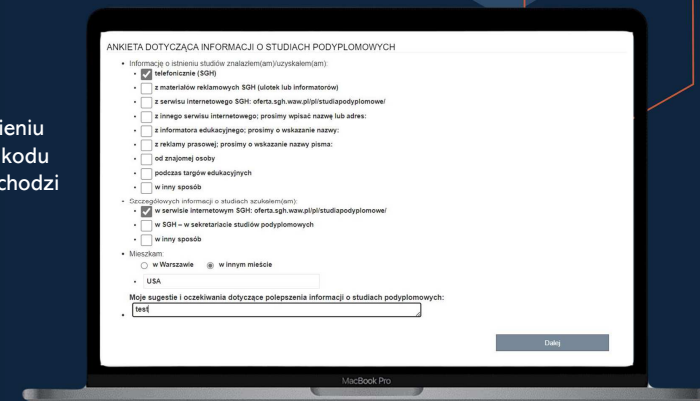 ieniu
kodu
chodzi
ANKIETA DOTYCZĄCA INFORMACJI O STUDIACH PODYPLOMOWYCH
Informację o istnieniu studiów znalazłem(am)/uzyskałem(am):
telefonicznie (SGH)
z materiałów reklamowych SGH (ulotek lub informatorów)
z serwisu internetowego SGH: oferta.sgh.waw.pl/pl/studiapodyplomowe/
z innego serwisu internetowego; prosimy wpisać nazwę lub adres:
z informatora edukacyjnego; prosimy o wskazanie nazwy:
z reklamy prasowej; prosimy o wskazanie nazwy pisma:
od znajomej osoby
podczas targów edukacyjnych
w inny sposób
Szczegółowych informacji o studiach szukałem(am):
w serwisie internetowym SGH: oferta.sgh.waw.pl/pl/studiapodyplomowe/
w SGH – w sekretariacie studiów podyplomowych
w inny sposób
Mieszkam:
w Warszawie w innym mieście
USA
Moje sugestie i oczekiwania dotyczące polepszenia informacji o studiach podyplomowych:
test
Dalej
MacBook Pro